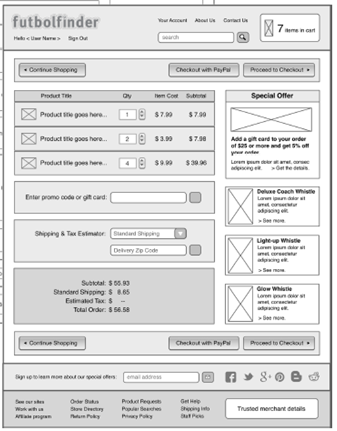 futbolfinder
Your Account About Us Contact Us
7 items in cart
Hello < User Name > Sign Out
search
Continue Shopping Checkout with PayPal Proceed to Checkout
Product Title Qty Item Cost Subtotal
Product title goes here... 1 $ 7.99 $ 7.99
Product title goes here... 2 $ 3.99 $ 7.98
Product title goes here... 4 $ 9.99 $ 39.96
Enter promo code or gift card:
Shipping & Tax Estimator: Standard Shipping
Delivery Zip Code
Subtotal: $ 55.93
Standard Shipping: $ 8.65
Estimated Tax: $ --
Total Order: $ 56.58
Special Offer
Add a gift card to your order
of $25 or more and get 5% off
your order
Lorem ipsum dolor sit amet, consec
adipiscing elit. > Get the details.
Deluxe Coach Whistle
Lorem ipsum dolor sit
amet, consectetur
adipiscing elit.
> See more.
Light-up Whistle
Lorem ipsum dolor sit
amet, consectetur
adipiscing elit.
> See more.
Glow Whistle
Lorem ipsum dolor sit
amet, consectetur
adipiscing elit.
> See more.
Continue Shopping Checkout with PayPal Proceed to Checkout
Sign up to learn more about our special offers: email address
See our sites Order Status Product Requests Get Help
Work with us Store Directory Popular Searches Shipping Info
Affiliate program Return Policy Privacy Policy Staff Picks
Trusted merchant details